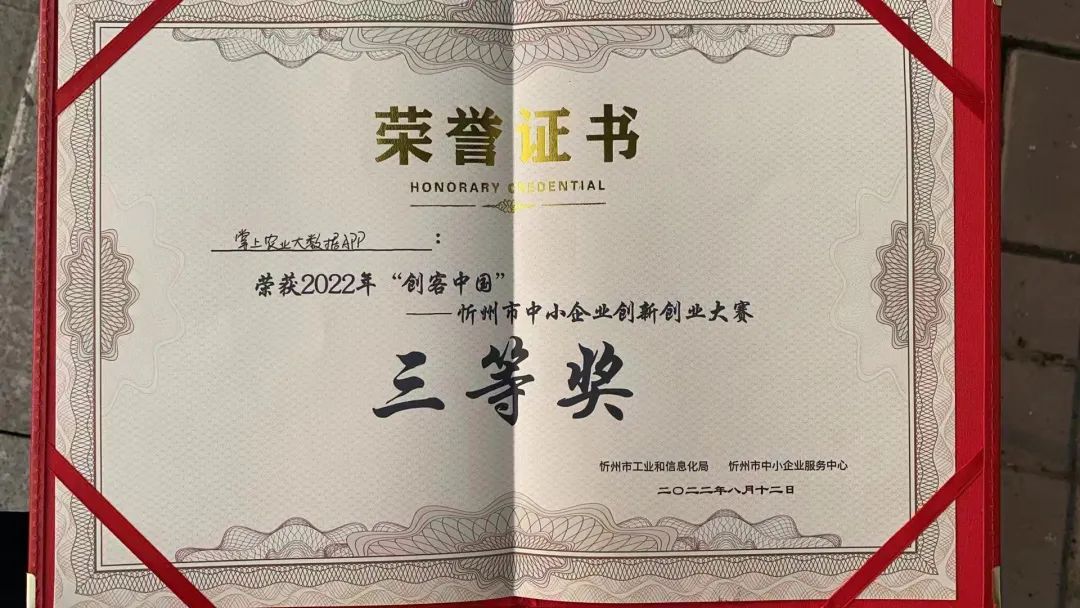 荣誉证书
HONORARY CREDENTIAL
掌上农业大数据APP：
荣获2022年“创客中国”
——忻州市中小企业创新创业大赛
三等奖
忻州市工业和信息化局 忻州市中小企业服务中心
二〇二二年八月十二日